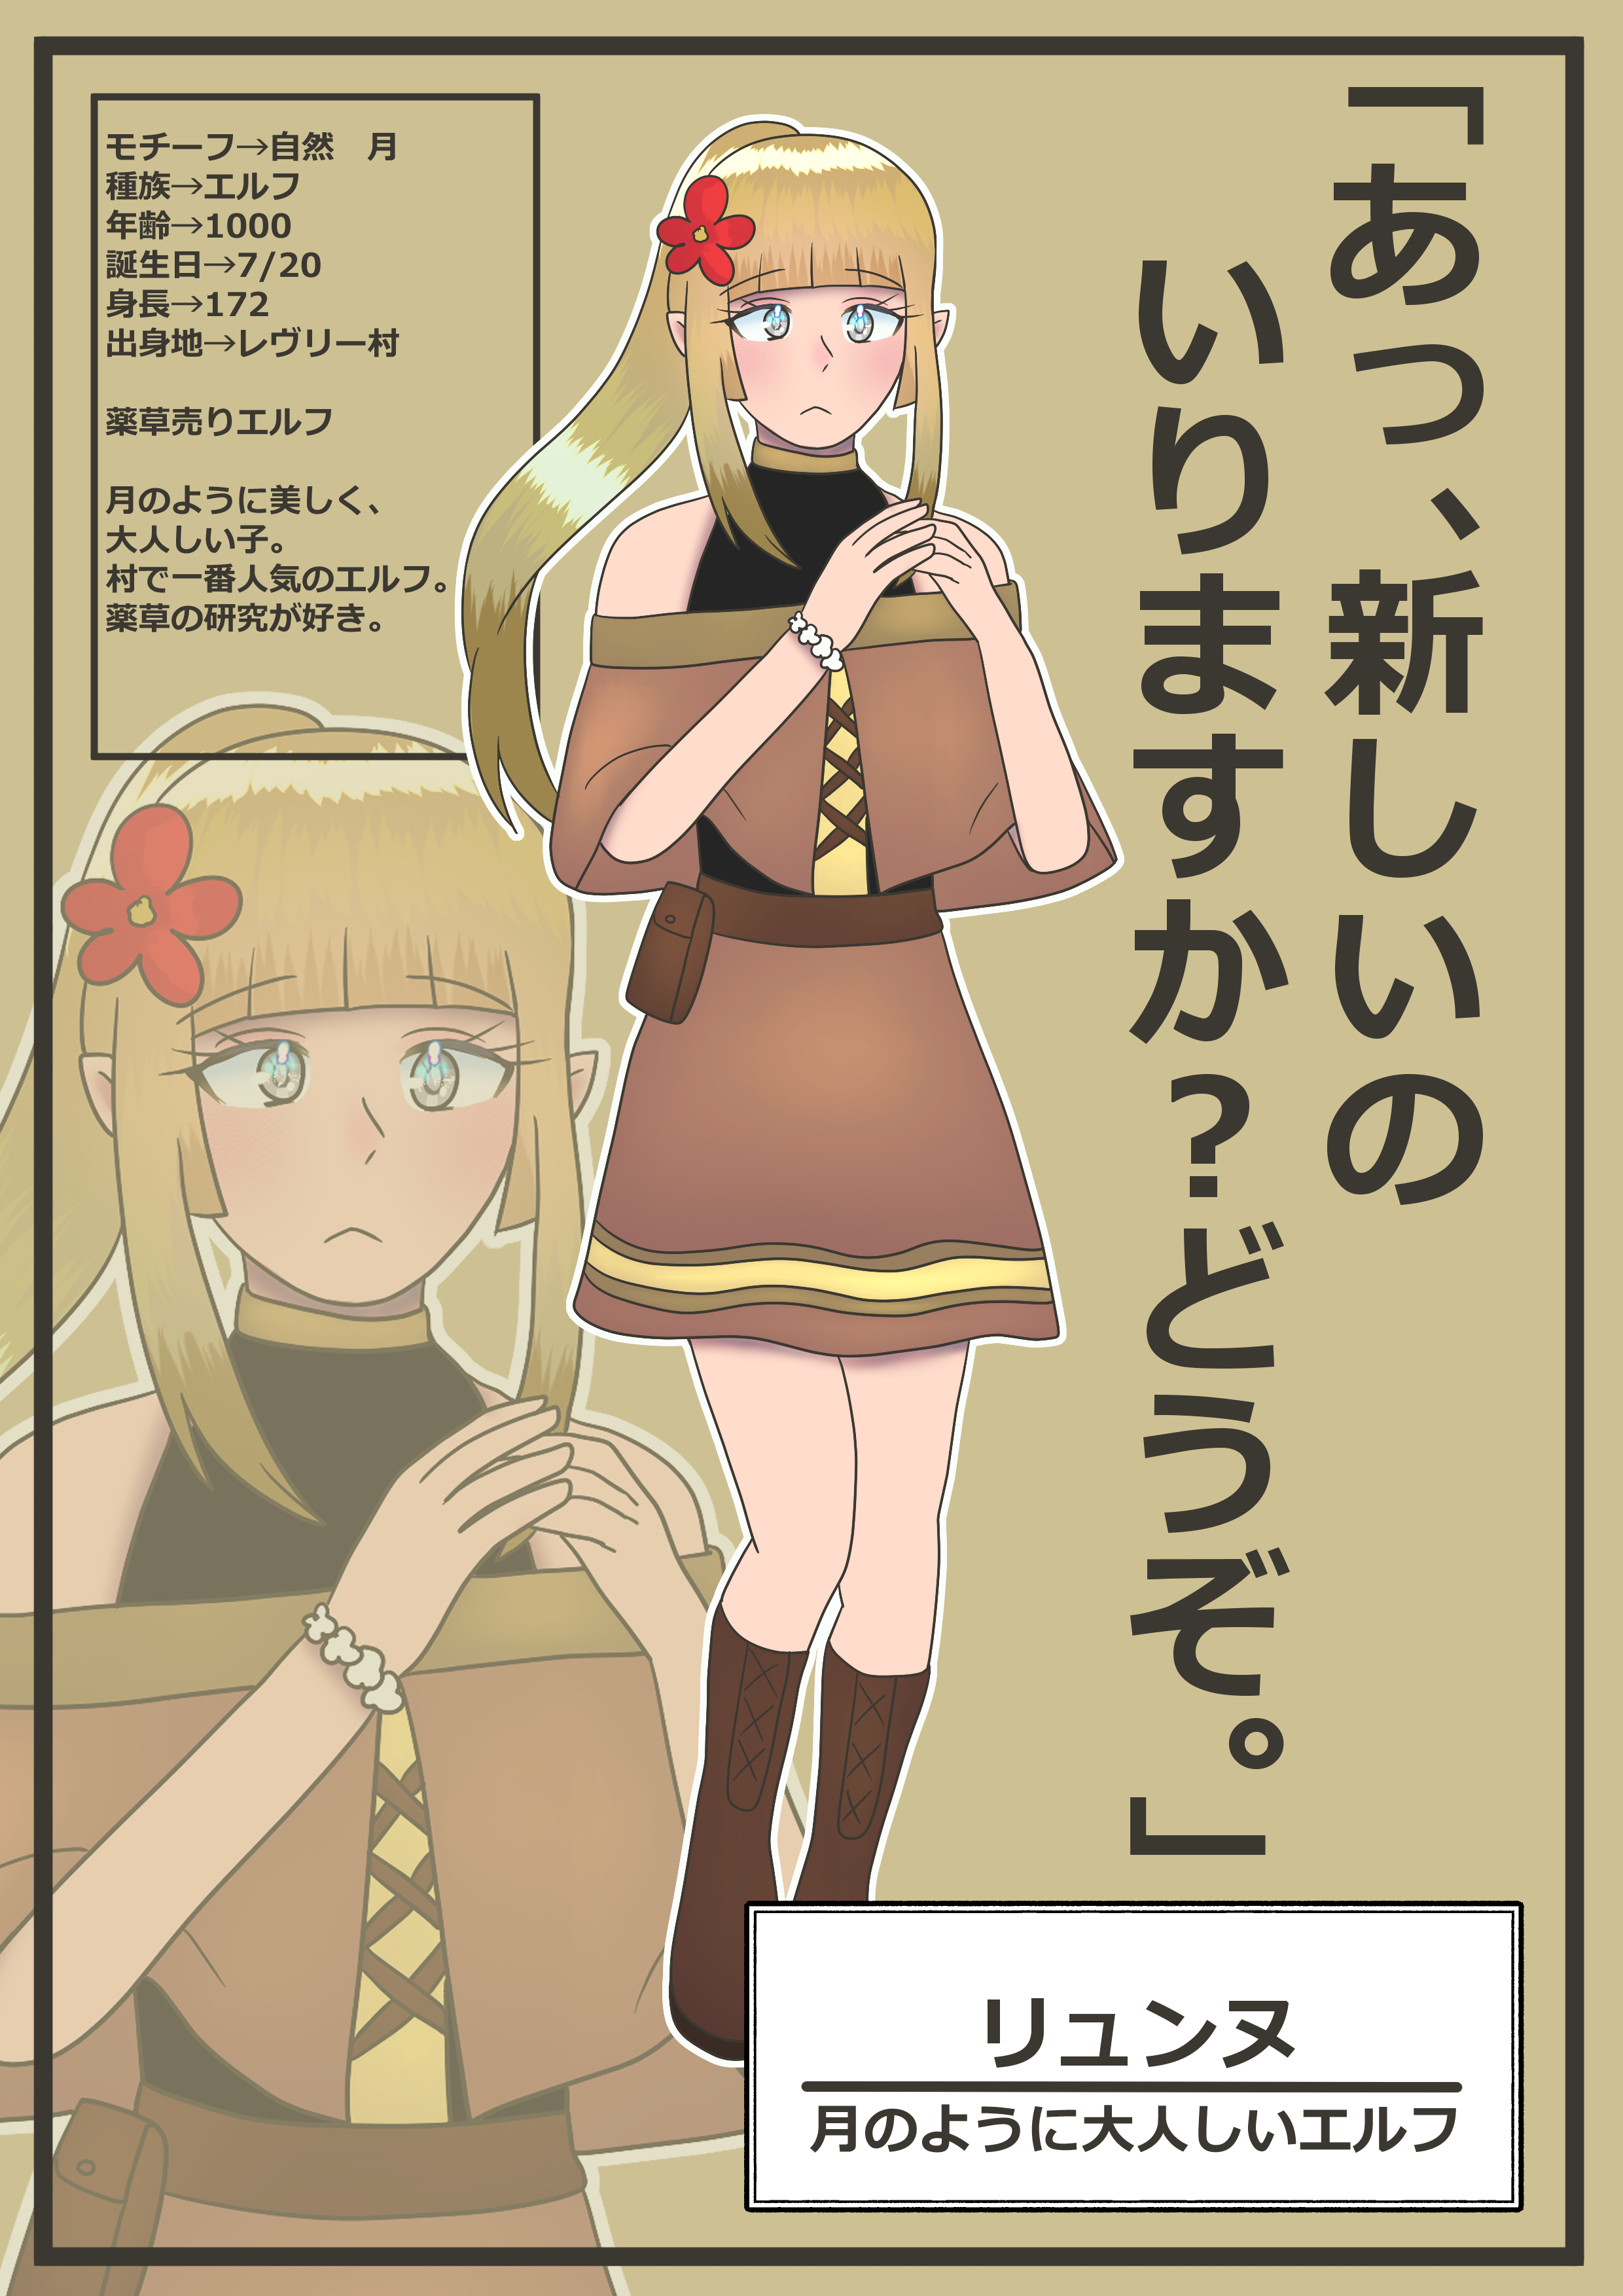 「あっ、新しいの
いりますか?どうぞ。」
モチーフ→自然　月
種族→エルフ
年齢→1000
誕生日→7/20
身長→172
出身地→レヴリー村
薬草売りエルフ
月のように美しく、
大人しい子。
村で一番人気のエルフ。
薬草の研究が好き。
リュンヌ
月のように大人しいエルフ